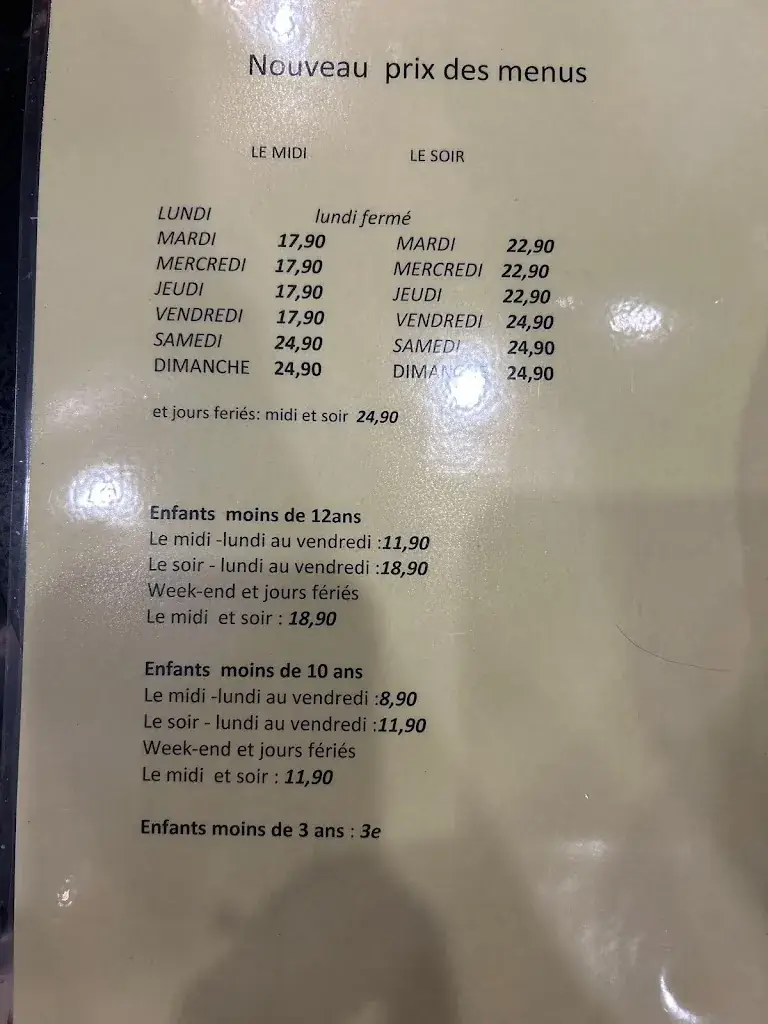 Nouveau prix des menus
LE MIDI LE SOIR
LUNDI lundi fermé
MARDI 17,90 MARDI 22,90
MERCREDI 17,90 MERCREDI 22,90
JEUDI 17,90 JEUDI 22,90
VENDREDI 17,90 VENDREDI 24,90
SAMEDI 24,90 SAMEDI 24,90
DIMANCHE 24,90 DIMANCHE 24,90
et jours feriés: midi et soir 24,90
Enfants moins de 12ans
Le midi -lundi au vendredi :11,90
Le soir - lundi au vendredi :18,90
Week-end et jours fériés
Le midi et soir : 18,90
Enfants moins de 10 ans
Le midi -lundi au vendredi :8,90
Le soir - lundi au vendredi :11,90
Week-end et jours fériés
Le midi et soir : 11,90
Enfants moins de 3 ans : 3e